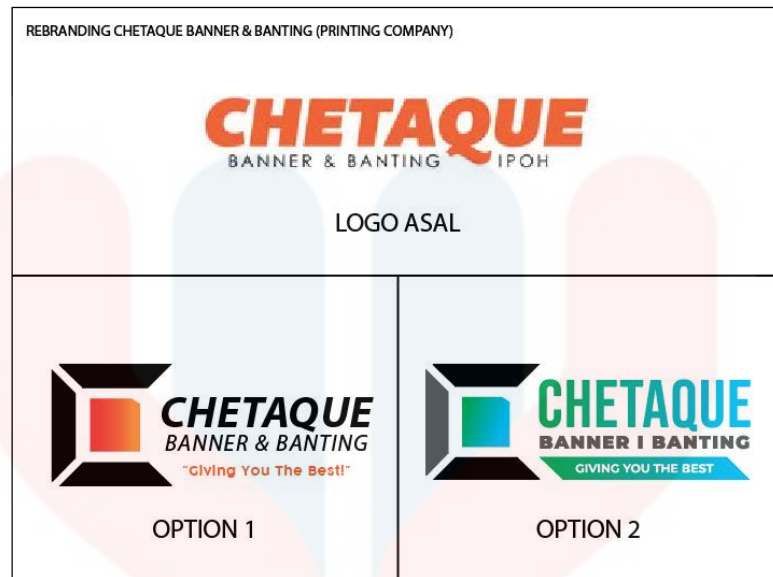 REBRANDING CHETAQUE BANNER & BANTING (PRINTING COMPANY)
CHETAQUE
BANNER & BANTING IPOH
LOGO ASAL
CHETAQUE
BANNER & BANTING
"Giving You The Best!"
OPTION 1
CHETAQUE
BANNER I BANTING
GIVING YOU THE BEST
OPTION 2